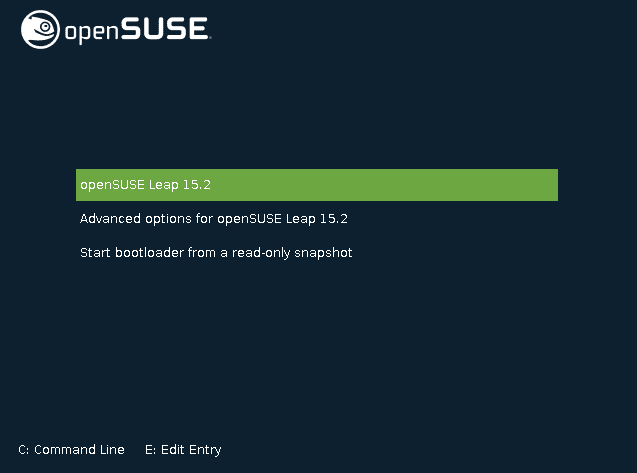 openSUSE
openSUSE Leap 15.2
Advanced options for openSUSE Leap 15.2
Start bootloader from a read-only snapshot
C: Command Line E: Edit Entry